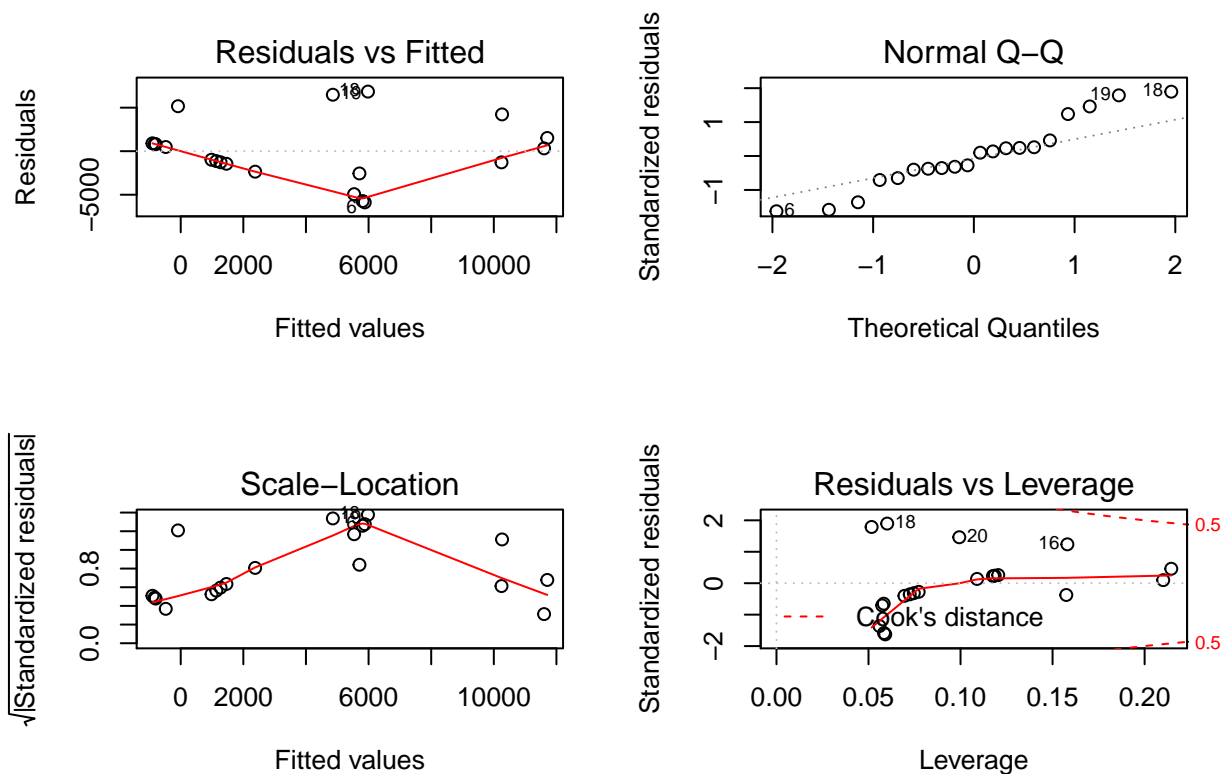 Residuals vs Fitted
Residuals
−5000
18
6
0 2000 6000 10000
Fitted values
Normal Q−Q
Standardized residuals
−1 1
19
18
6
−2 −1 0 1 2
Theoretical Quantiles
Scale−Location
√|Standardized residuals|
0.0 0.8
18
0 2000 6000 10000
Fitted values
Residuals vs Leverage
Standardized residuals
−2 0 2
18
20
16
0.5
0.5
Cook's distance
0.00 0.05 0.10 0.15 0.20
Leverage